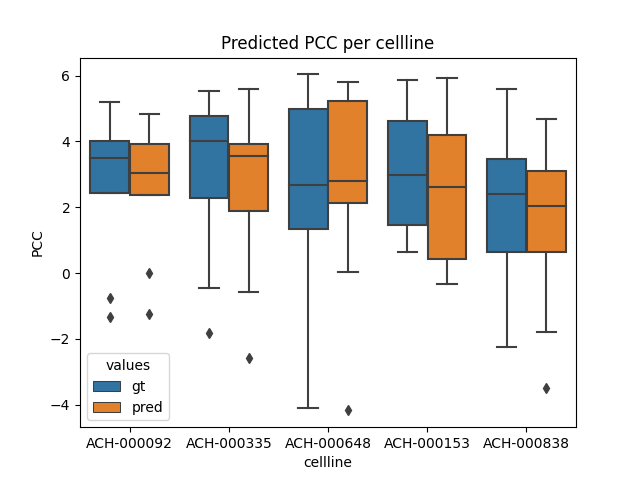 Predicted PCC per cellline
PCC
6
4
2
0
−2
−4
values
gt
pred
ACH-000092 ACH-000335 ACH-000648 ACH-000153 ACH-000838
cellline